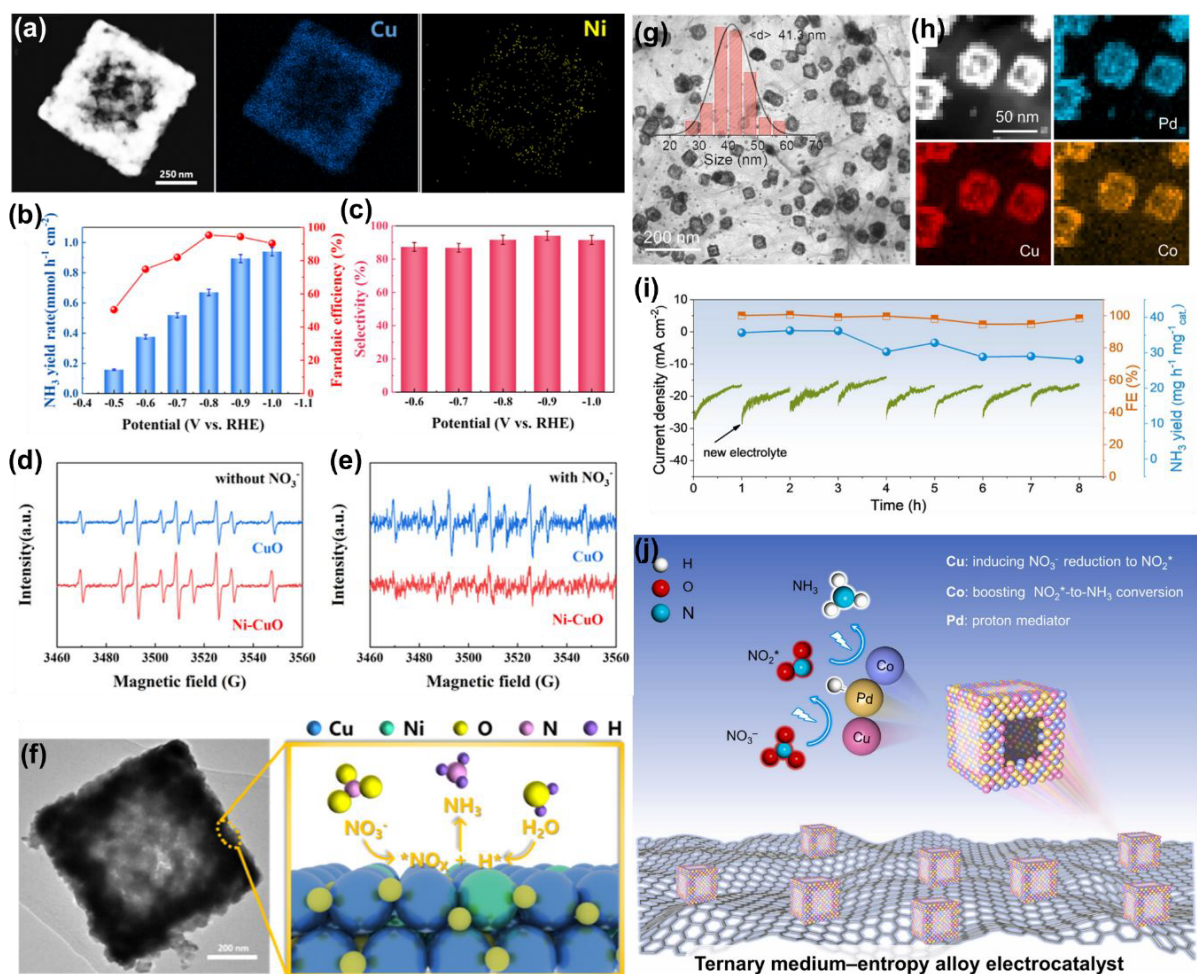 (a)
Cu
Ni
250 nm
(b)
NH₃ yield rate(mmol h⁻¹ cm⁻²)
1.0
0.8
0.6
0.4
0.2
0.0
100
80
60
40
20
0
Faradaic efficiency (%)
-0.4 -0.5 -0.6 -0.7 -0.8 -0.9 -1.0 -1.1
Potential (V vs. RHE)
(c)
Selectivity (%)
100
80
60
40
20
0
-0.6 -0.7 -0.8 -0.9 -1.0
Potential (V vs. RHE)
(d)
without NO₃⁻
CuO
Ni-CuO
Intensity(a.u.)
3460 3480 3500 3520 3540 3560
Magnetic field (G)
(e)
with NO₃⁻
CuO
Ni-CuO
Intensity(a.u.)
3460 3480 3500 3520 3540 3560
Magnetic field (G)
(f)
200 nm
Cu Ni O N H
NO₃⁻
NH₃
H₂O
*NOₓ + H*
(g)
<d> 41.3 nm
20 30 40 50 60 70
Size (nm)
200 nm
(h)
50 nm
Pd
Cu
Co
(i)
Current density (mA cm⁻²)
10
0
-10
-20
-30
-40
new electrolyte
0 1 2 3 4 5 6 7 8
Time (h)
100
80
60
40
20
0
FE (%)
40
30
20
10
0
NH₃ yield (mg h⁻¹ mg⁻¹cat.)
(j)
H
O
N
NH₃
NO₂*
NO₃⁻
Co
Pd
Cu
Cu: inducing NO₃⁻ reduction to NO₂*
Co: boosting NO₂*-to-NH₃ conversion
Pd: proton mediator
Ternary medium–entropy alloy electrocatalyst